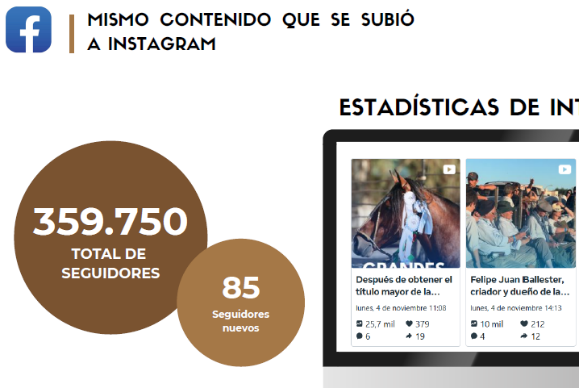 MISMO CONTENIDO QUE SE SUBIÓ
A INSTAGRAM
ESTADÍSTICAS DE INT
359.750
TOTAL DE
SEGUIDORES
85
Seguidores
nuevos
GRANDES
Después de obtener el
título mayor de la...
lunes, 4 de noviembre 11:08
25,7 mil 379
6 19
Felipe Juan Ballester,
criador y dueño de la...
lunes, 4 de noviembre 14:13
10 mil 212
4 12